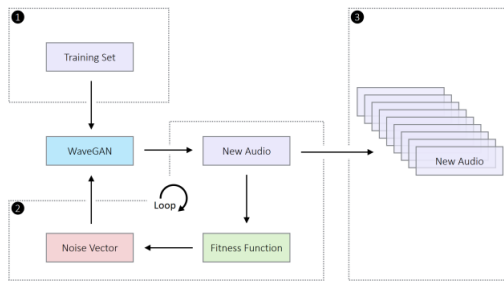 1
Training Set
3
WaveGAN
New Audio
New Audio
Loop
2
Noise Vector
Fitness Function